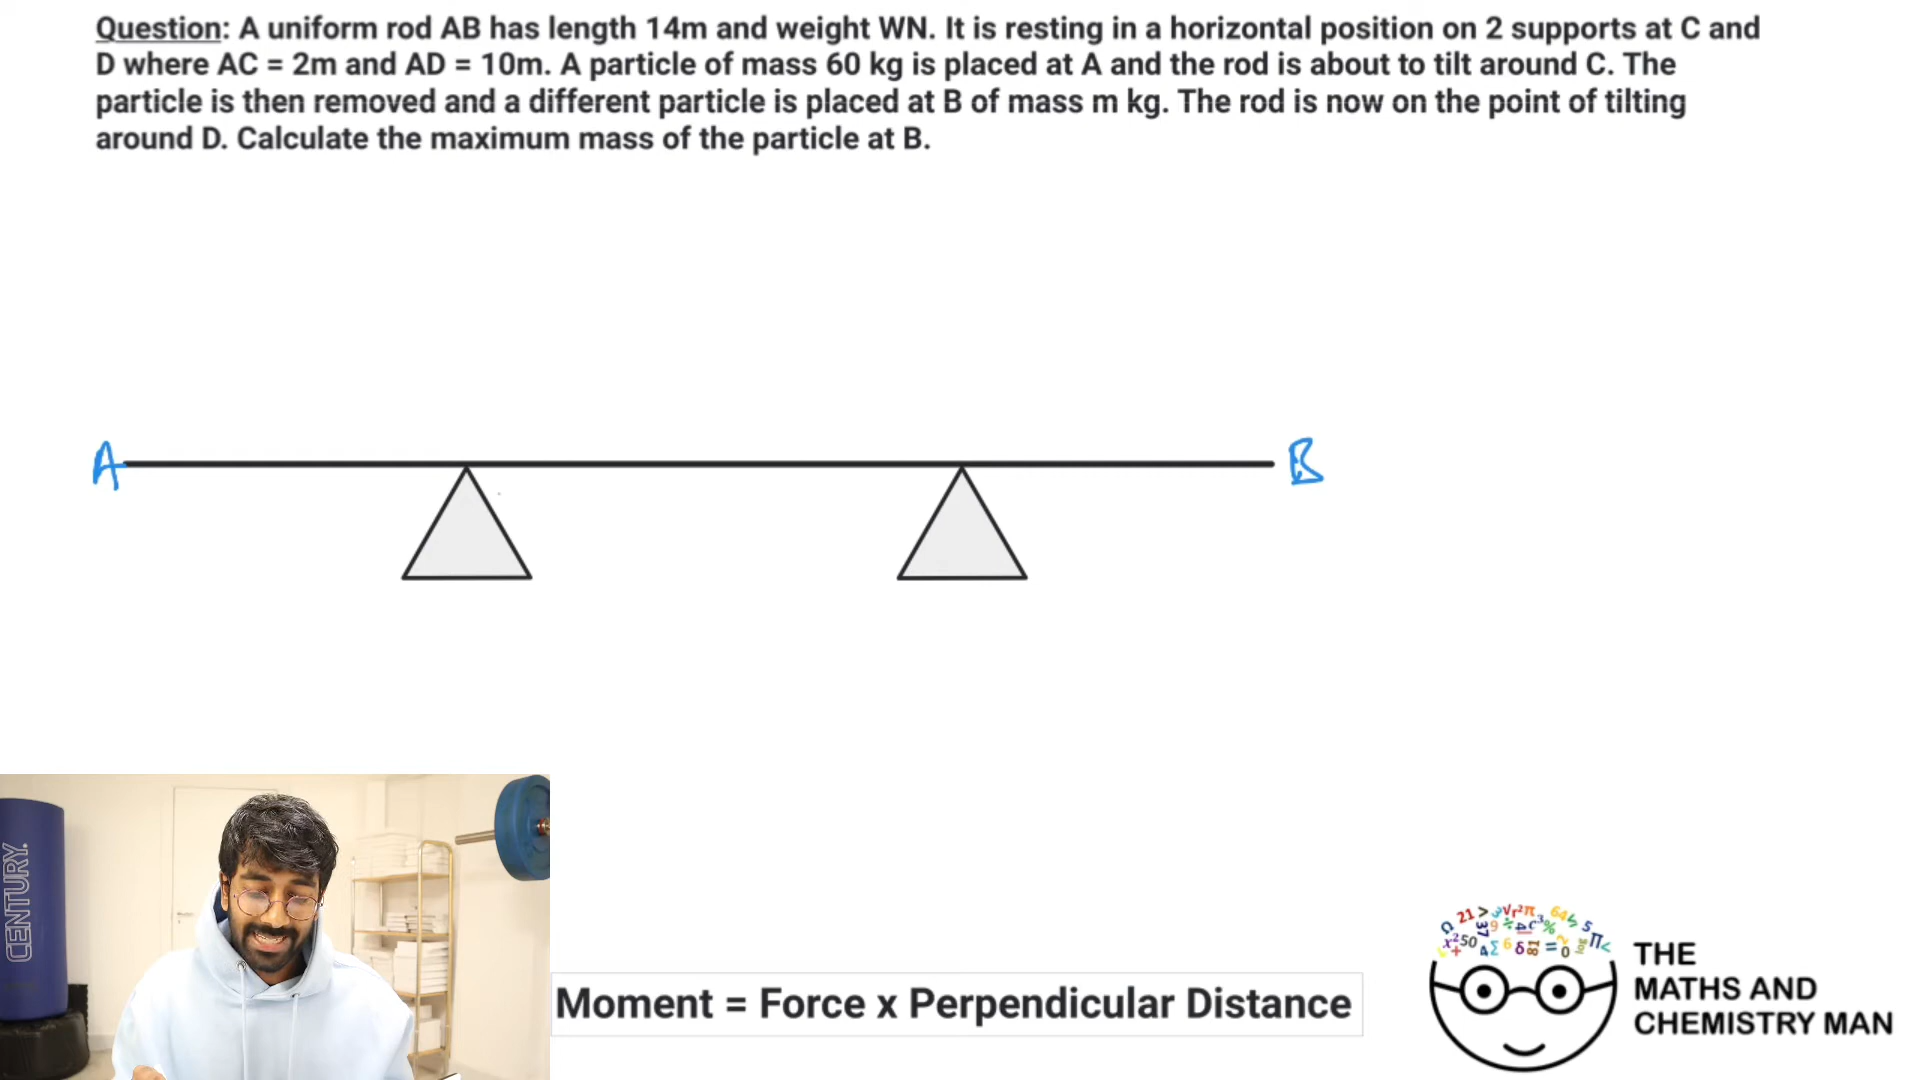 Question: A uniform rod AB has length 14m and weight WN. It is resting in a horizontal position on 2 supports at C and
D where AC = 2m and AD = 10m. A particle of mass 60 kg is placed at A and the rod is about to tilt around C. The
particle is then removed and a different particle is placed at B of mass m kg. The rod is now on the point of tilting
around D. Calculate the maximum mass of the particle at B.
A
B
CENTURY.
Moment = Force x Perpendicular Distance
THE
MATHS AND
CHEMISTRY MAN